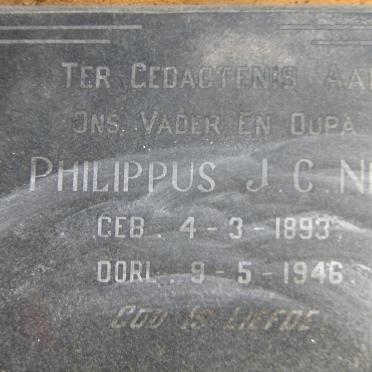 TER GEDAGTENIS AAN
ONS VADER EN OUPA
PHILIPPUS J. C. N
GEB. 4-3-1893.
OORL. 9-5-1946.
GOD IS LIEFDE.